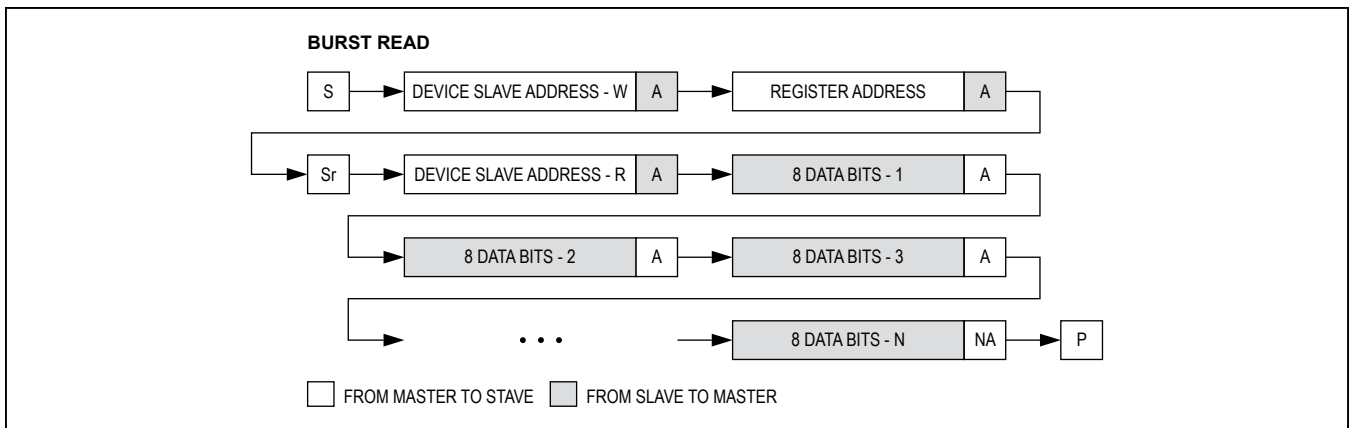 BURST READ
S DEVICE SLAVE ADDRESS - W A REGISTER ADDRESS A
Sr DEVICE SLAVE ADDRESS - R A 8 DATA BITS - 1 A
8 DATA BITS - 2 A 8 DATA BITS - 3 A
• • • 8 DATA BITS - N NA P
FROM MASTER TO STAVE FROM SLAVE TO MASTER